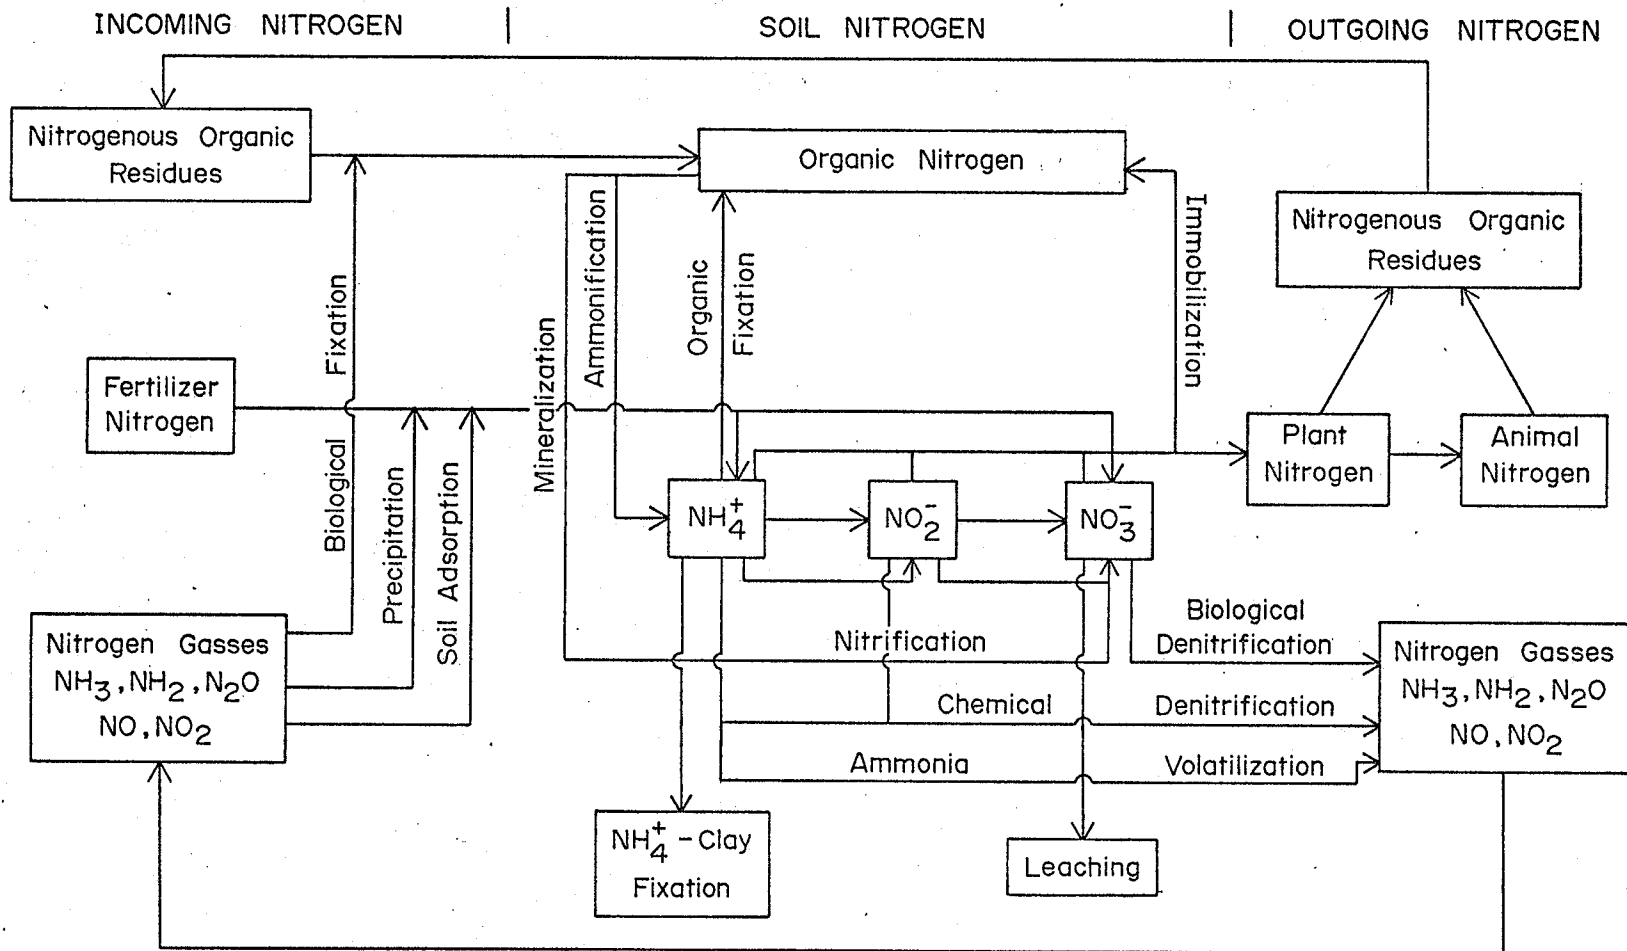 INCOMING NITROGEN | SOIL NITROGEN | OUTGOING NITROGEN
Nitrogenous Organic
Residues
Organic Nitrogen
Nitrogenous Organic
Residues
Mineralization
Ammonification
Organic
Fixation
Immobilization
Fertilizer
Nitrogen
Biological Fixation
Precipitation
Soil Adsorption
Plant
Nitrogen
Animal
Nitrogen
NH₄⁺
NO₂⁻
NO₃⁻
Nitrogen Gasses
NH₃, NH₂, N₂O
NO, NO₂
Nitrification
Biological
Denitrification
Chemical Denitrification
Ammonia Volatilization
Nitrogen Gasses
NH₃, NH₂, N₂O
NO, NO₂
NH₄⁺ – Clay
Fixation
Leaching